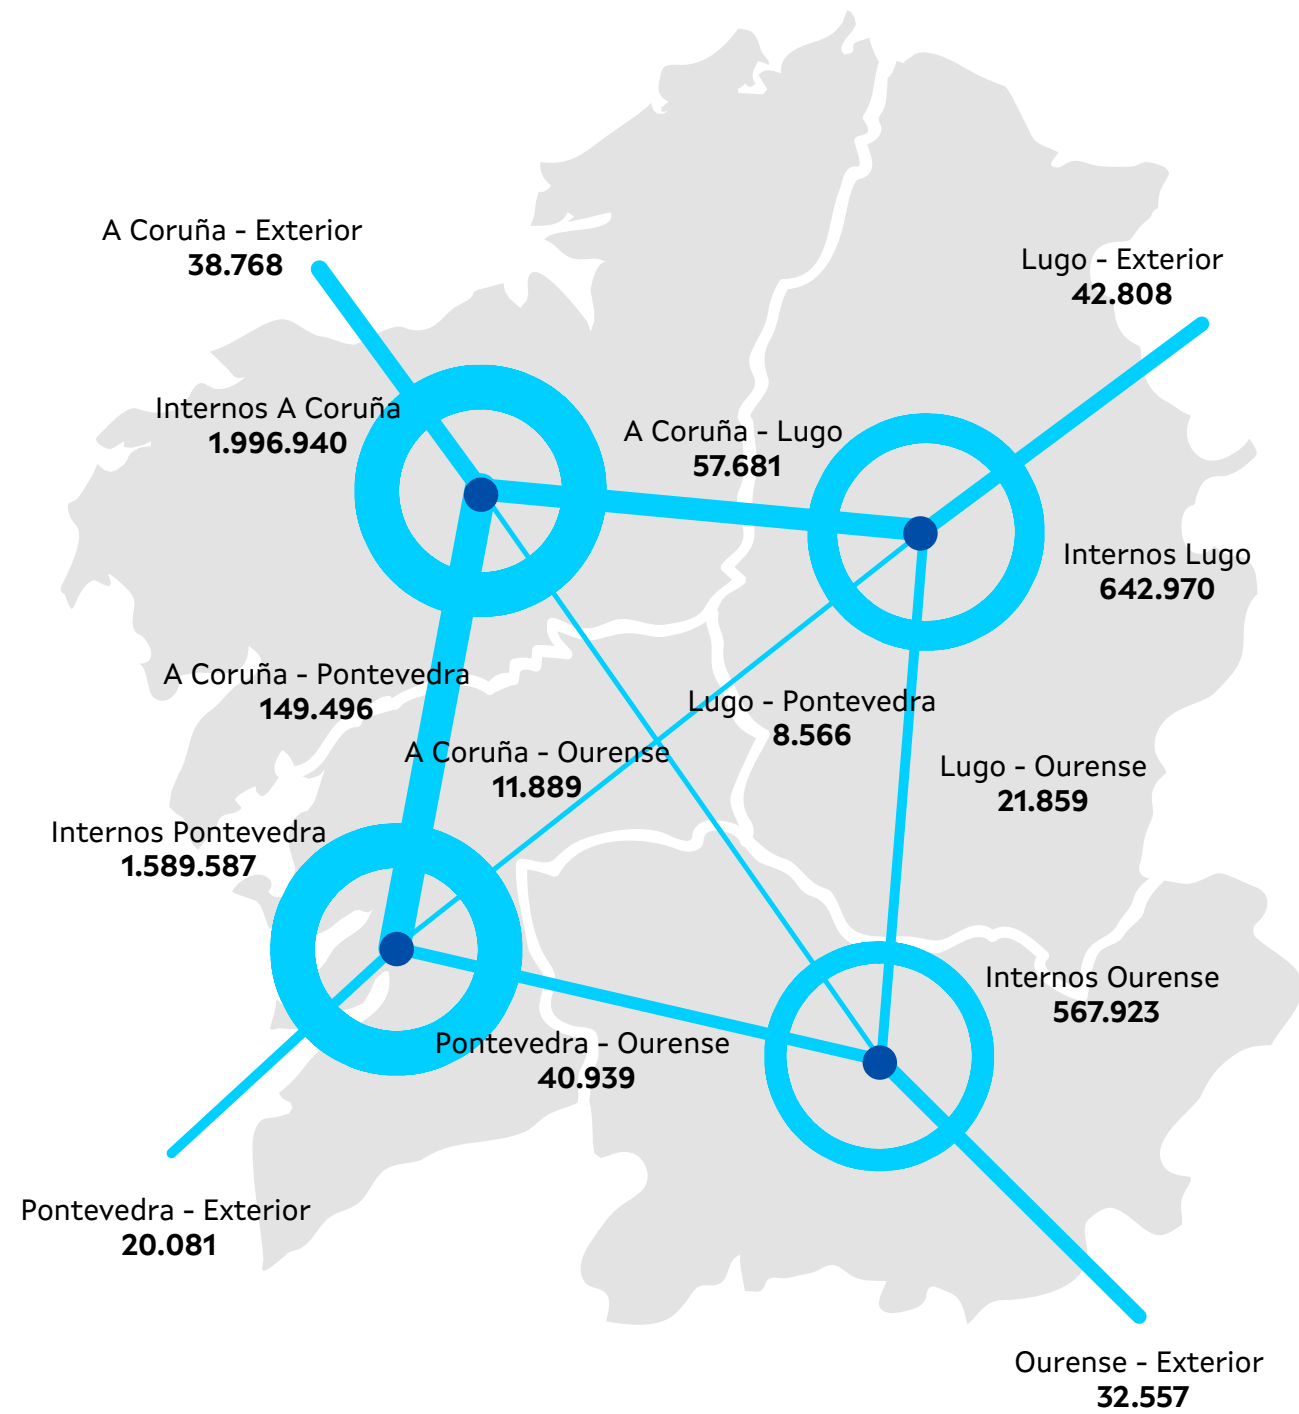 A Coruña - Exterior
38.768
Lugo - Exterior
42.808
Internos A Coruña
1.996.940
A Coruña - Lugo
57.681
Internos Lugo
642.970
A Coruña - Pontevedra
149.496
Lugo - Pontevedra
8.566
A Coruña - Ourense
11.889
Lugo - Ourense
21.859
Internos Pontevedra
1.589.587
Internos Ourense
567.923
Pontevedra - Ourense
40.939
Pontevedra - Exterior
20.081
Ourense - Exterior
32.557